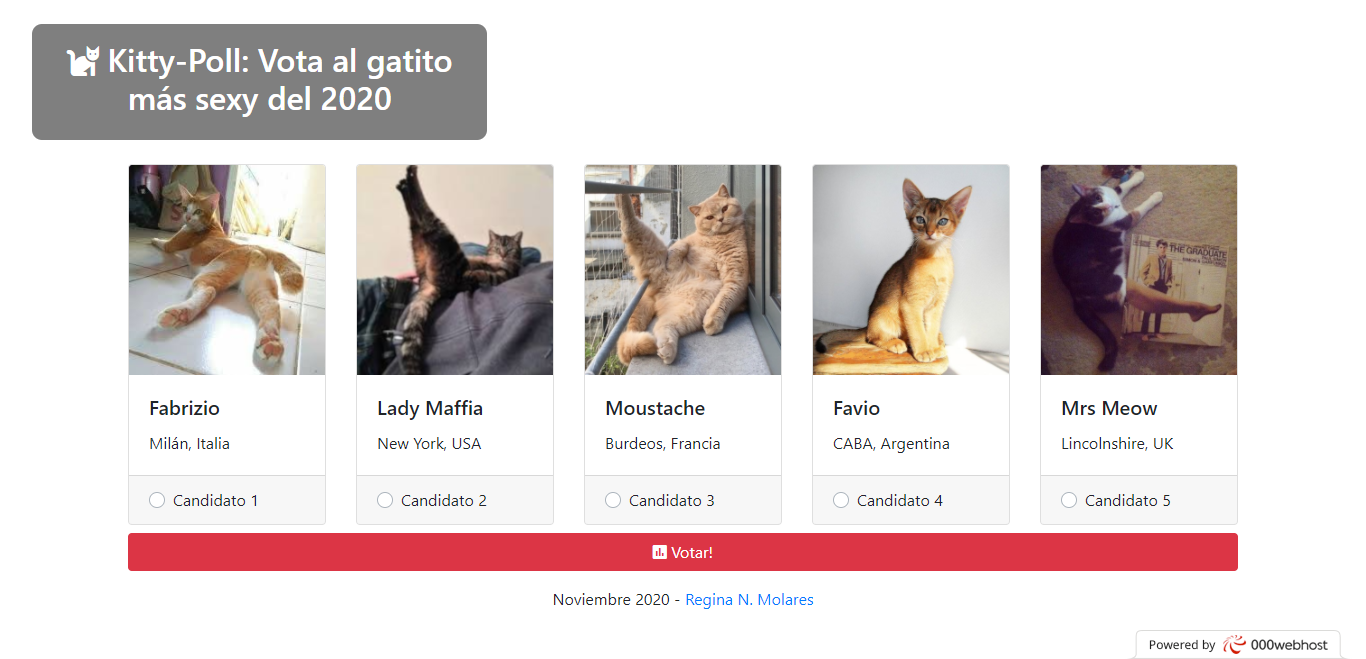 Kitty-Poll: Vota al gatito
más sexy del 2020
THE GRADUATE
Fabrizio
Milán, Italia
Candidato 1
Lady Maffia
New York, USA
Candidato 2
Moustache
Burdeos, Francia
Candidato 3
Favio
CABA, Argentina
Candidato 4
Mrs Meow
Lincolnshire, UK
Candidato 5
Votar!
Noviembre 2020 - Regina N. Molares
Powered by 000webhost